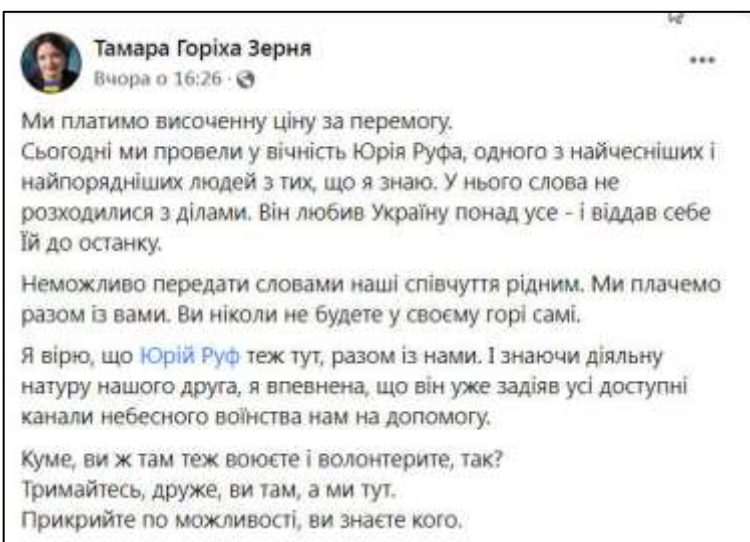 Тамара Горіха Зерня
Вчора о 16:26 ·
Ми платимо височенну ціну за перемогу.
Сьогодні ми провели у вічність Юрія Руфа, одного з найчесніших і
найпорядніших людей з тих, що я знаю. У нього слова не
розходилися з ділами. Він любив Україну понад усе - і віддав себе
Їй до останку.
Неможливо передати словами наші співчуття рідним. Ми плачемо
разом із вами. Ви ніколи не будете у своєму горі самі.
Я вірю, що Юрій Руф теж тут, разом із нами. І знаючи діяльну
натуру нашого друга, я впевнена, що він уже задіяв усі доступні
канали небесного воїнства нам на допомогу.
Куме, ви ж там теж воюєте і волонтерите, так?
Тримайтесь, друже, ви там, а ми тут.
Прикрийте по можливості, ви знаєте кого.